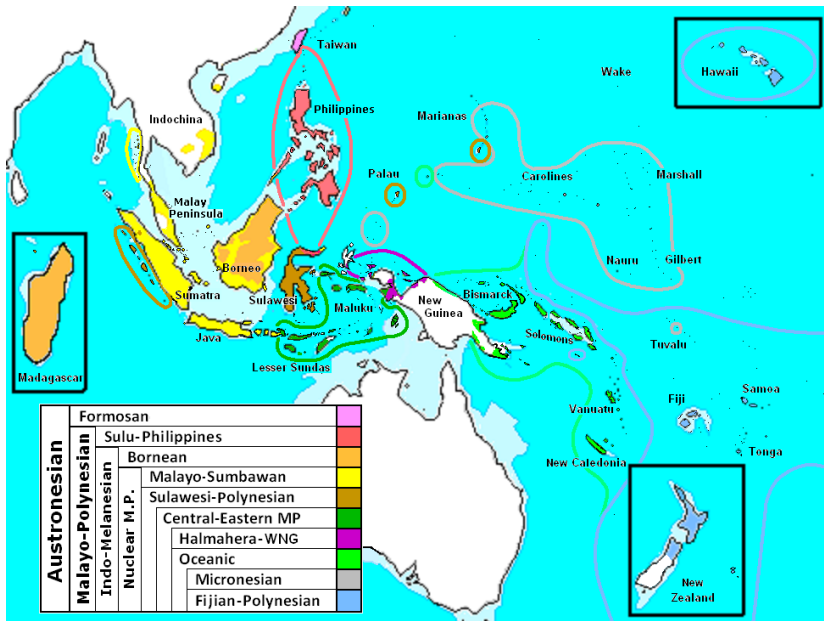 Taiwan
Wake
Hawaii
Indochina
Philippines
Marianas
Palau
Carolines
Marshall
Malay
Peninsula
Borneo
Nauru
Gilbert
Sumatra
Sulawesi
Maluku
New
Guinea
Bismarck
Java
Lesser Sundas
Solomons
Tuvalu
Madagascar
Vanuatu
Fiji
Samoa
New Caledonia
Tonga
New
Zealand
Austronesian
Malayo-Polynesian
Indo-Melanesian
Nuclear M.P.
Formosan
Sulu-Philippines
Bornean
Malayo-Sumbawan
Sulawesi-Polynesian
Central-Eastern MP
Halmahera-WNG
Oceanic
Micronesian
Fijian-Polynesian